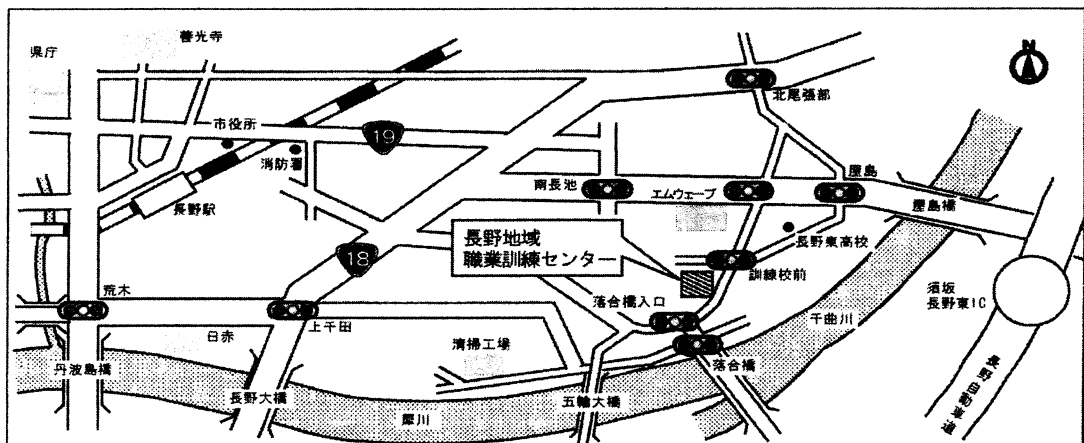 善光寺
県庁
N
北尾張部
市役所
19
消防署
南長池
エムウェーブ
屋島
長野駅
屋島橋
長野地域
職業訓練センター
長野東高校
18
訓練校前
荒木
落合橋入口
須坂
長野東IC
上千田
千曲川
日赤
清掃工場
丹波島橋
長野大橋
五輪大橋
落合橋
犀川
長野自動車道